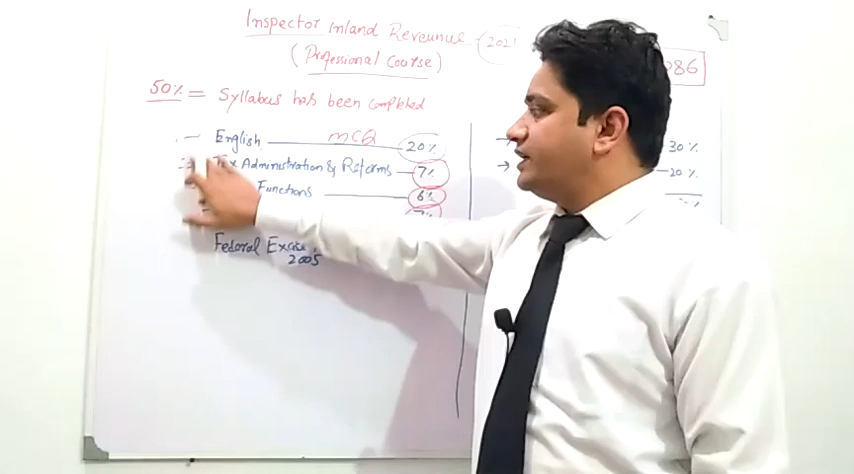 Inspector Inland Revenue - 2021
(Professional Course)
50% = Syllabus has been completed
English MCQ 20%
Administration & Reforms - 7%
Functions 6%
Federal Excise,
2005
→ 30%
→ 20%
086